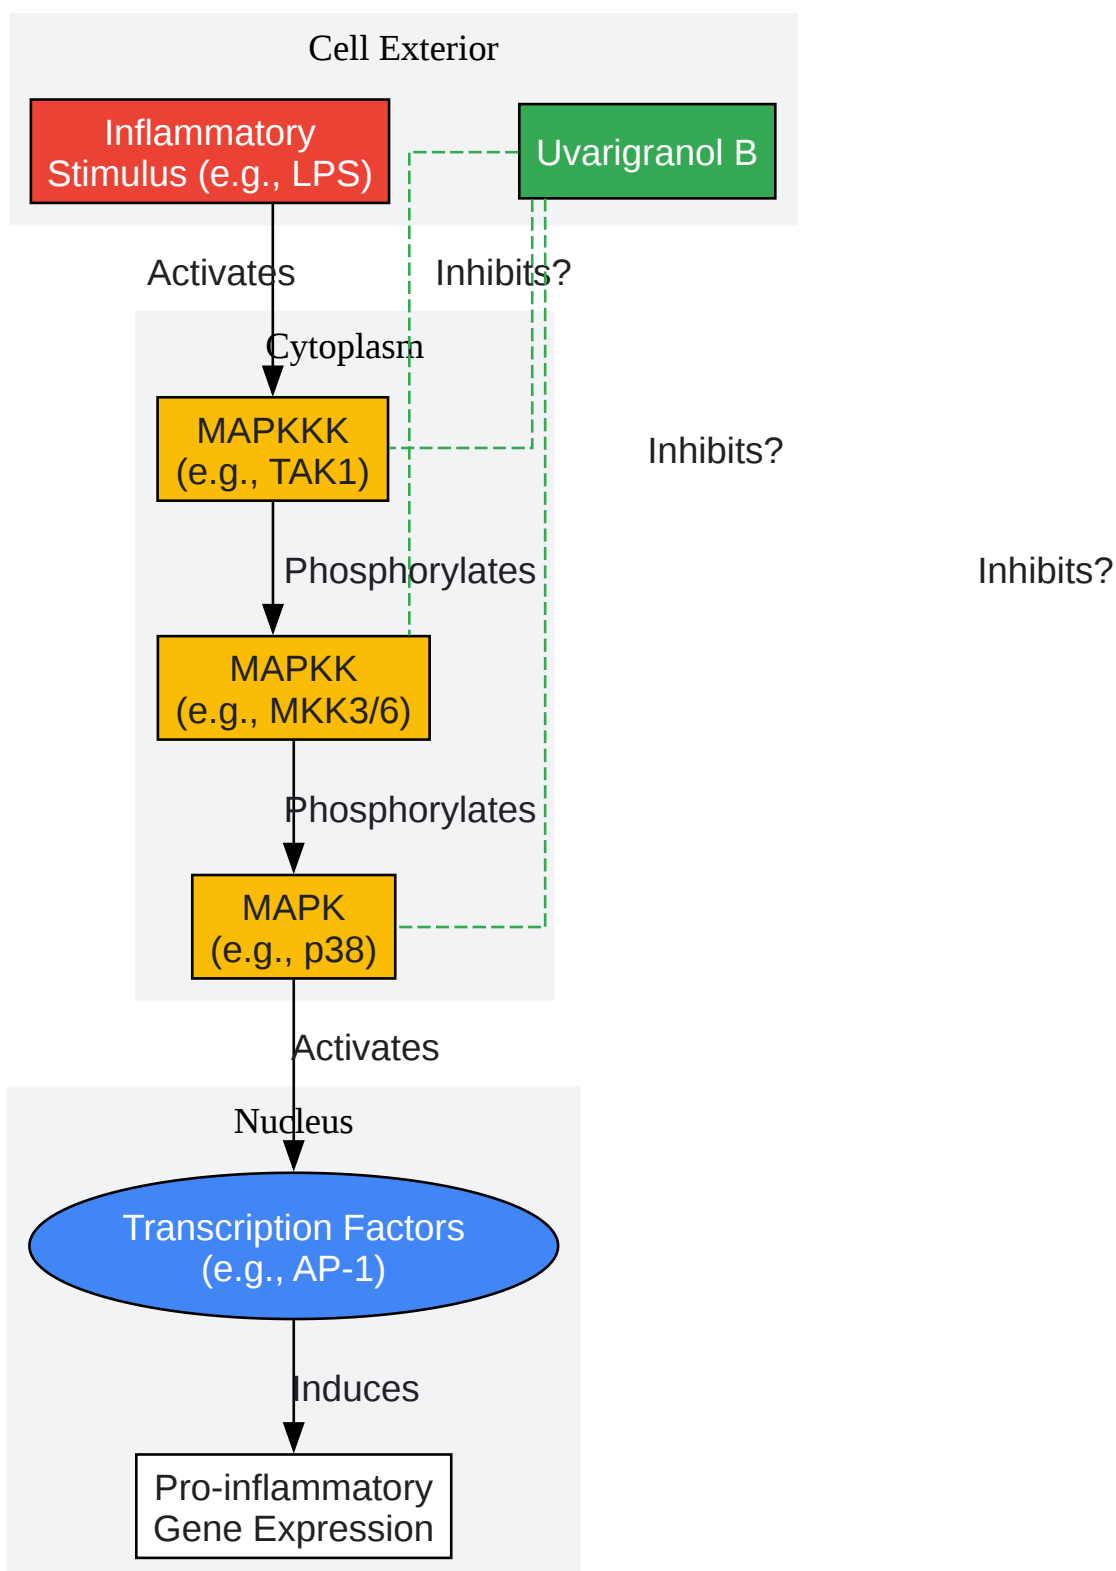 Cell Exterior
Inflammatory
Stimulus (e.g., LPS)
Uvarigranol B
Activates
Inhibits?
Cytoplasm
MAPKKK
(e.g., TAK1)
Inhibits?
Phosphorylates
Inhibits?
MAPKK
(e.g., MKK3/6)
Phosphorylates
MAPK
(e.g., p38)
Activates
Nucleus
Transcription Factors
(e.g., AP-1)
Induces
Pro-inflammatory
Gene Expression